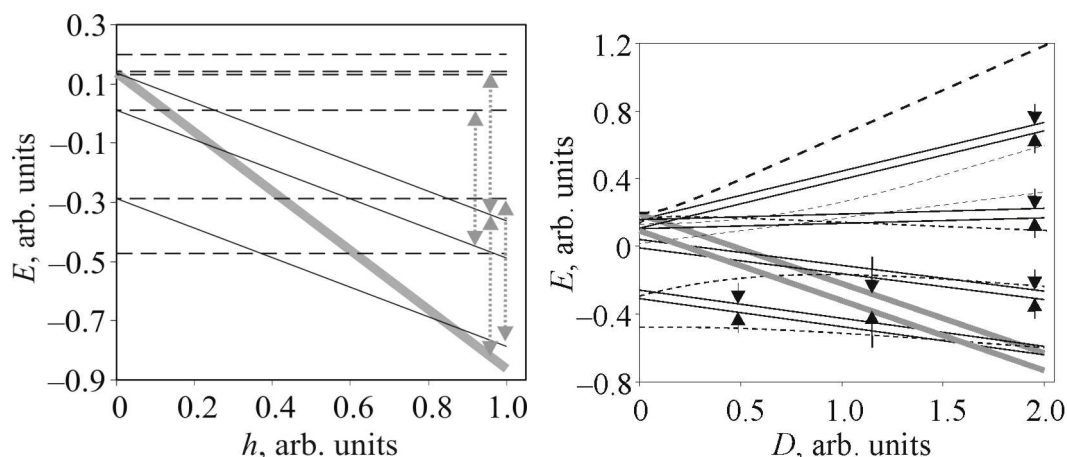 0.3
0.1
–0.1
–0.3
–0.5
–0.7
–0.9
E, arb. units
0 0.2 0.4 0.6 0.8 1.0
h, arb. units
1.2
0.8
0.4
0
–0.4
–0.8
E, arb. units
0 0.5 1.0 1.5 2.0
D, arb. units